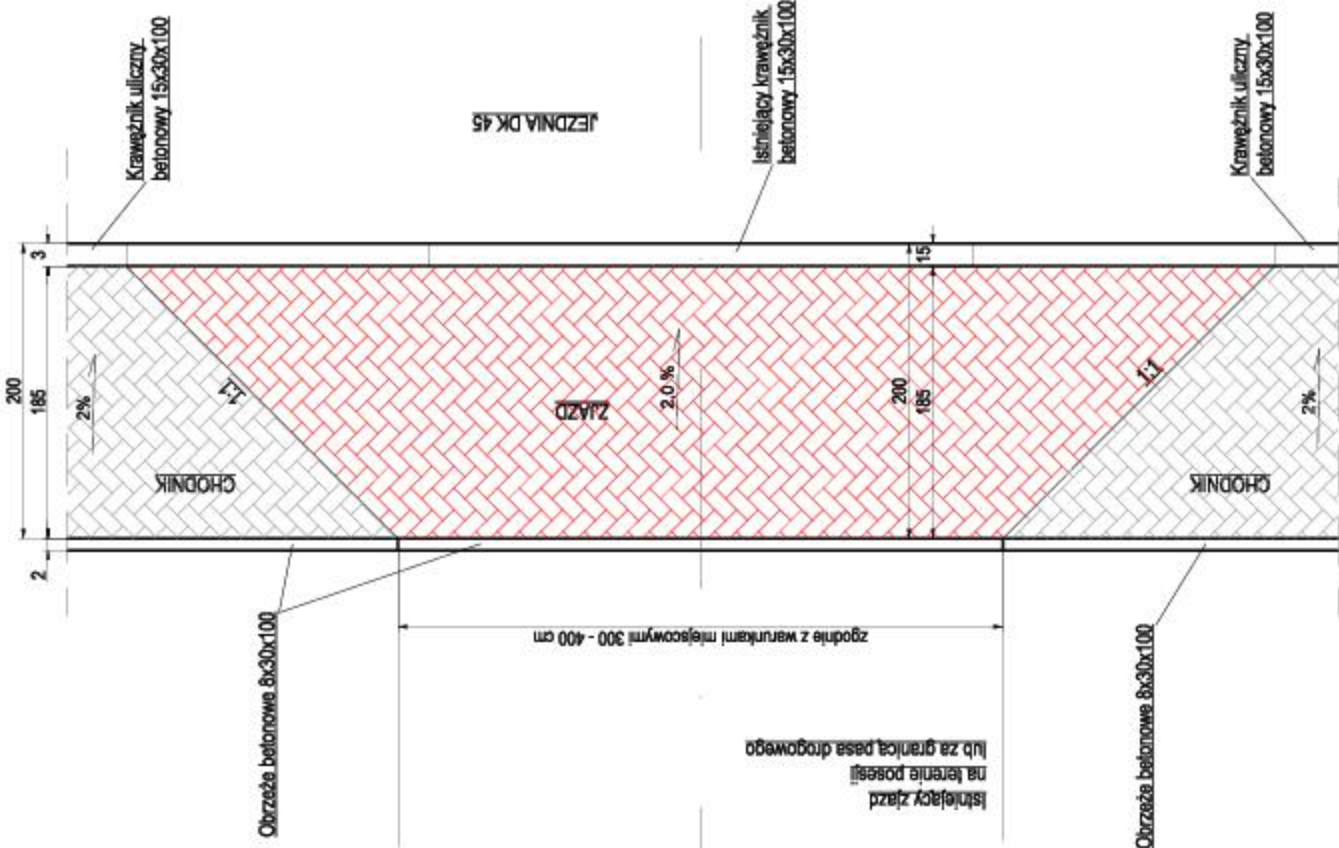 Krawężnik uliczny
betonowy 15x30x100
JEZDNIA DK 45
Istniejący krawężnik
betonowy 15x30x100
Krawężnik uliczny
betonowy 15x30x100
200
3
185
2%
1:1
CHODNIK
2
ZJAZD
2,0 %
200
15
185
1:1
2%
CHODNIK
Obrzeże betonowe 8x30x100
zgodnie z warunkami miejscowymi 300 - 400 cm
Istniejący zjazd
na terenie posesji
lub za granicą pasa drogowego
Obrzeże betonowe 8x30x100